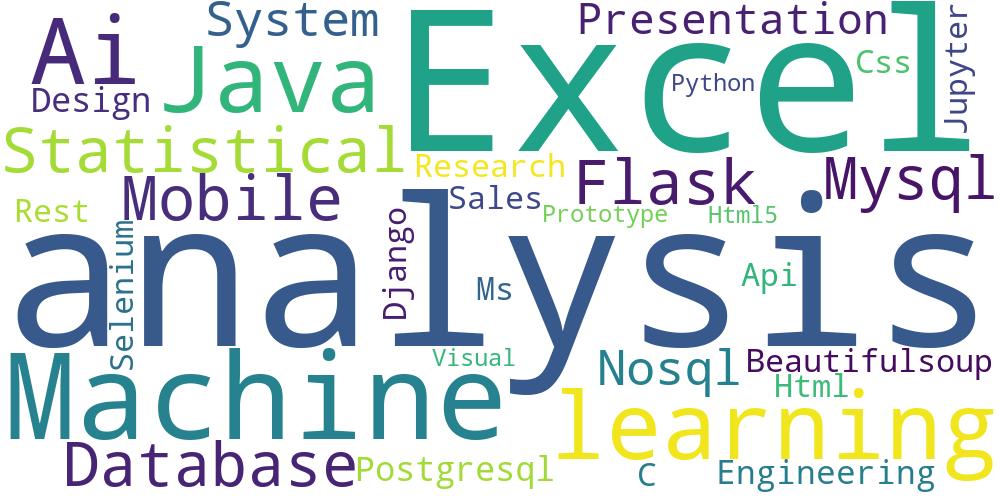 Ai
System
Excel
Presentation
Jupyter
Design
Java
Python
Css
Statistical
Research
Flask
Mysql
Mobile
Sales
Rest
Prototype
Html5
analysis
Selenium
Django
Ms
Api
Machine
Visual
Nosql
Beautifulsoup
Html
learning
Database
Postgresql
C
Engineering